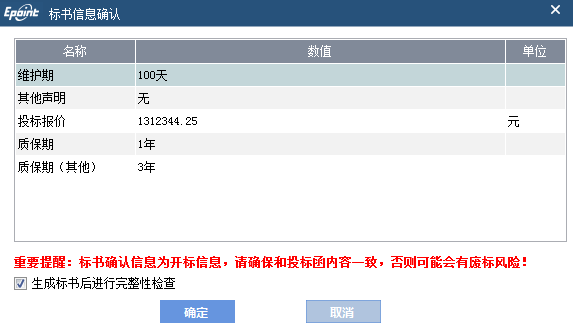 Epoint 标书信息确认
名称 数值 单位
维护期 100天
其他声明 无
投标报价 1312344.25 元
质保期 1年
质保期（其他） 3年
重要提醒：标书确认信息为开标信息，请确保和投标函内容一致，否则可能会有废标风险！
生成标书后进行完整性检查
确定 取消